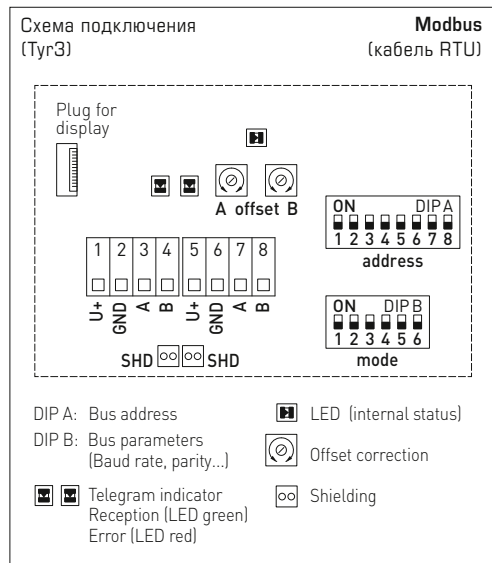 Схема подключения
(Tyr3)
Modbus
(кабель RTU)
Plug for
display
A offset B
ON DIP A
1 2 3 4 5 6 7 8
address
1 2 3 4 5 6 7 8
U+ GND A B U+ GND A B
ON DIP B
1 2 3 4 5 6
mode
SHD SHD
DIP A: Bus address
DIP B: Bus parameters
(Baud rate, parity...)
Telegram indicator
Reception (LED green)
Error (LED red)
LED (internal status)
Offset correction
Shielding